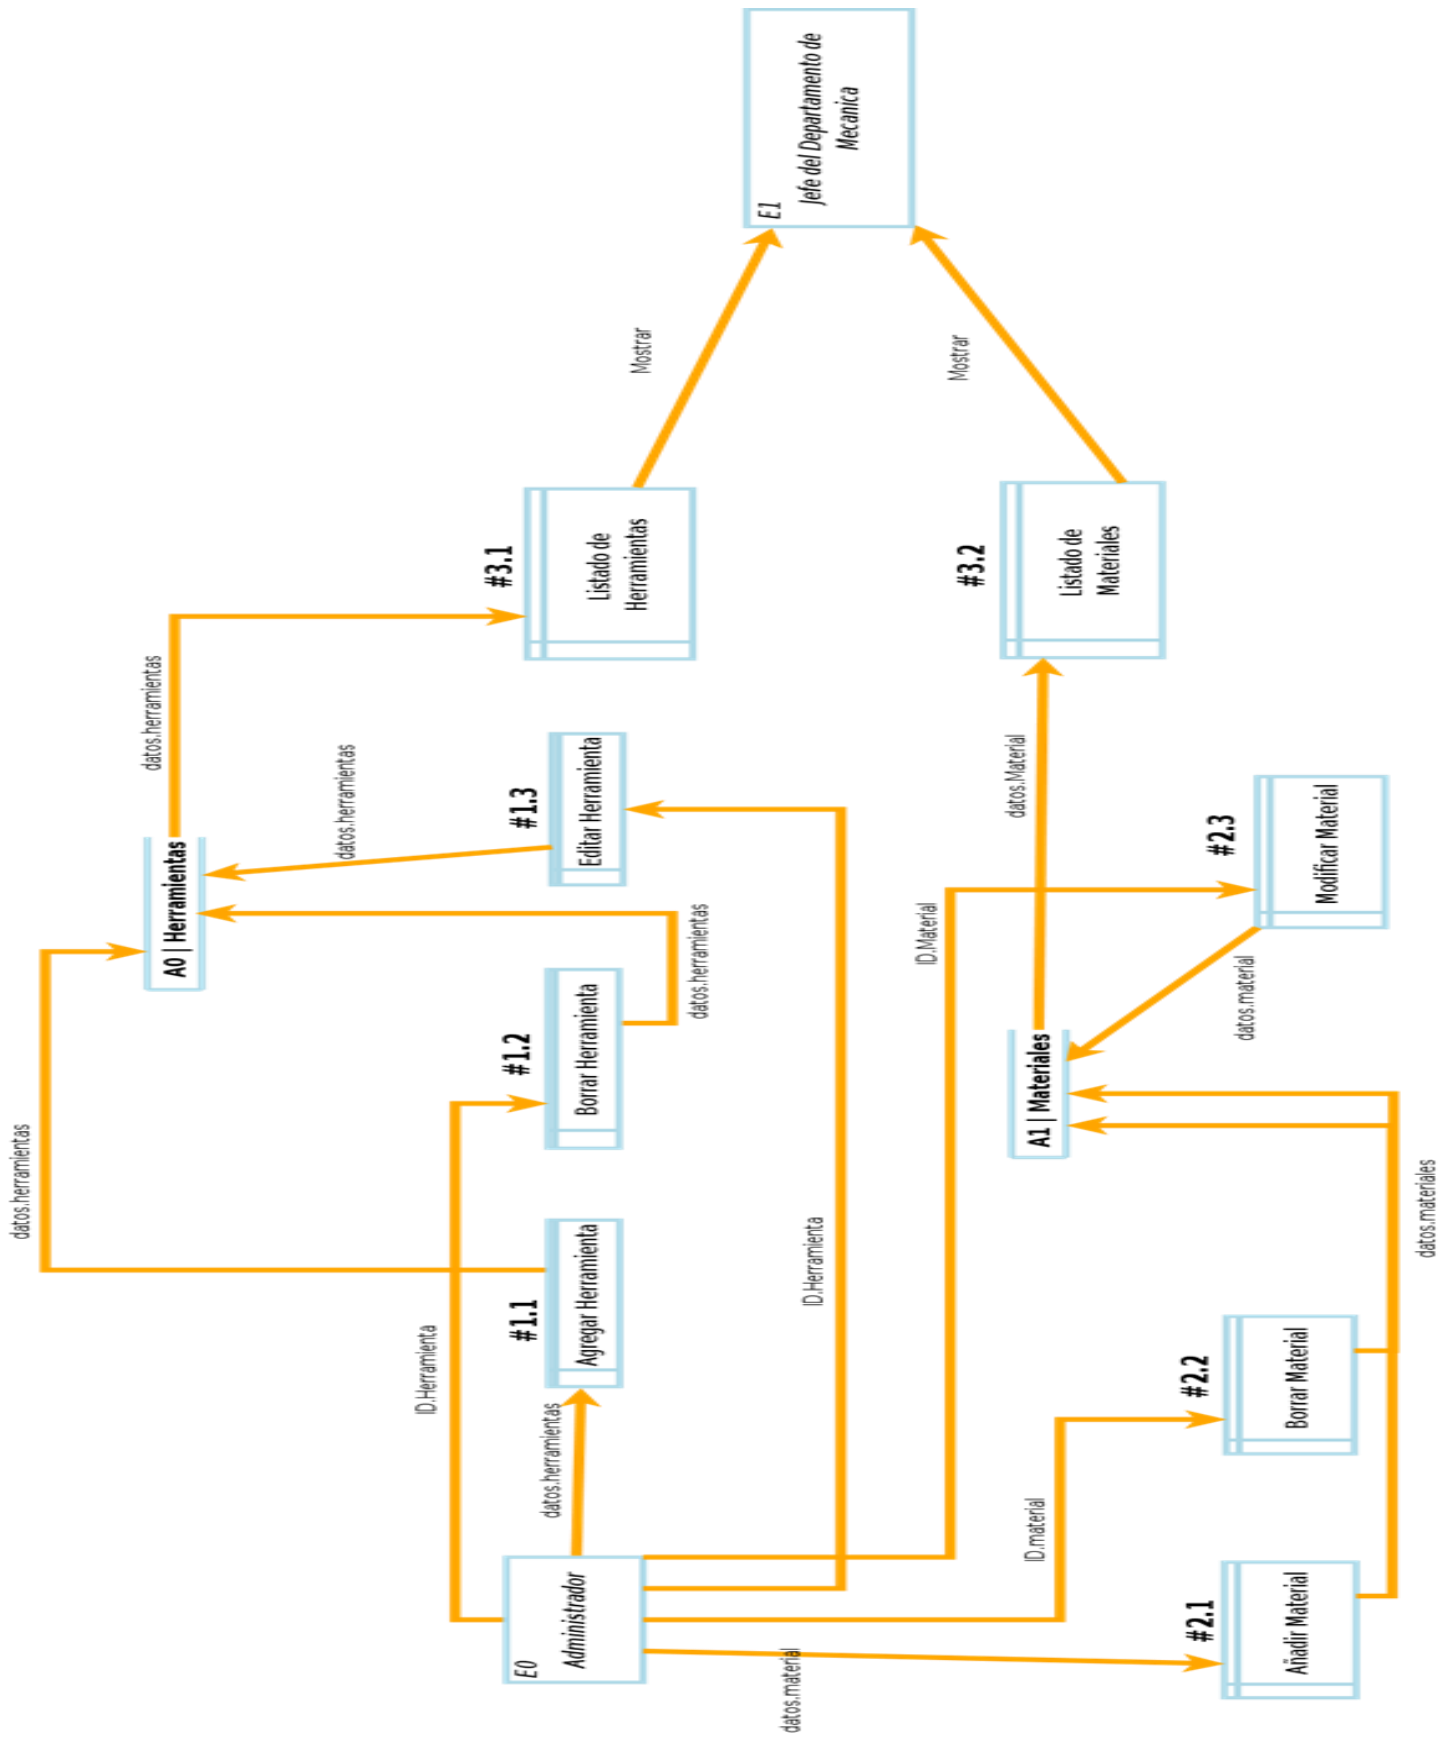 datos.herramientas
A0 | Herramientas
datos.herramientas
datos.herramientas
ID.Herramienta
E0
Administrador
datos.herramientas
#1.1
Agregar Herramienta
#1.2
Borrar Herramienta
datos.herramientas
#1.3
Editar Herramienta
#3.1
Listado de
Herramientas
Mostrar
E1
Jefe del Departamento de
Mecanica
ID.Herramienta
datos.material
ID.Material
Mostrar
ID.material
A1 | Materiales
datos.Material
#3.2
Listado de
Materiales
#2.1
Añadir Material
#2.2
Borrar Material
datos.material
#2.3
Modificar Material
datos.materiales